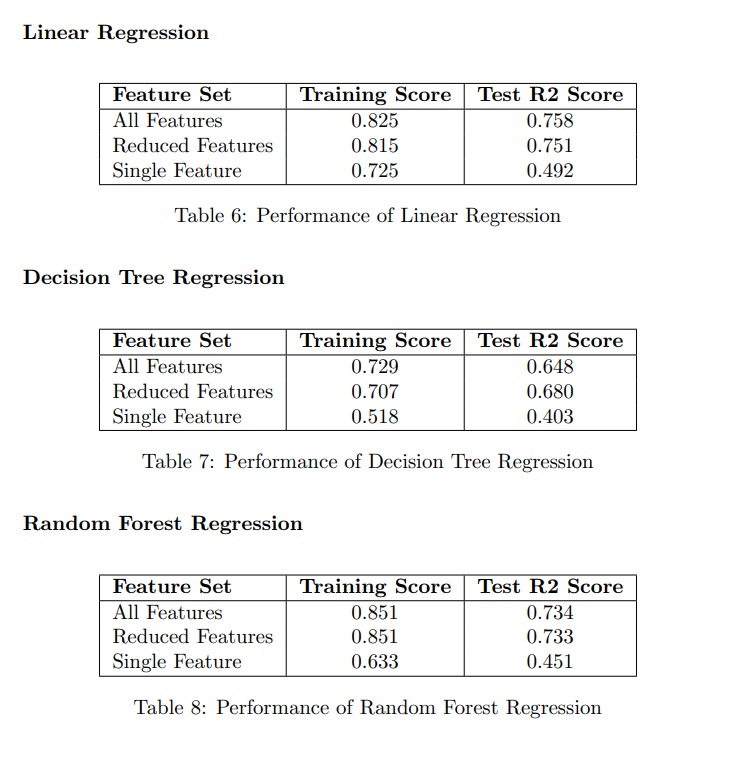 Linear Regression
Feature Set Training Score Test R2 Score
All Features 0.825 0.758
Reduced Features 0.815 0.751
Single Feature 0.725 0.492
Table 6: Performance of Linear Regression
Decision Tree Regression
Feature Set Training Score Test R2 Score
All Features 0.729 0.648
Reduced Features 0.707 0.680
Single Feature 0.518 0.403
Table 7: Performance of Decision Tree Regression
Random Forest Regression
Feature Set Training Score Test R2 Score
All Features 0.851 0.734
Reduced Features 0.851 0.733
Single Feature 0.633 0.451
Table 8: Performance of Random Forest Regression